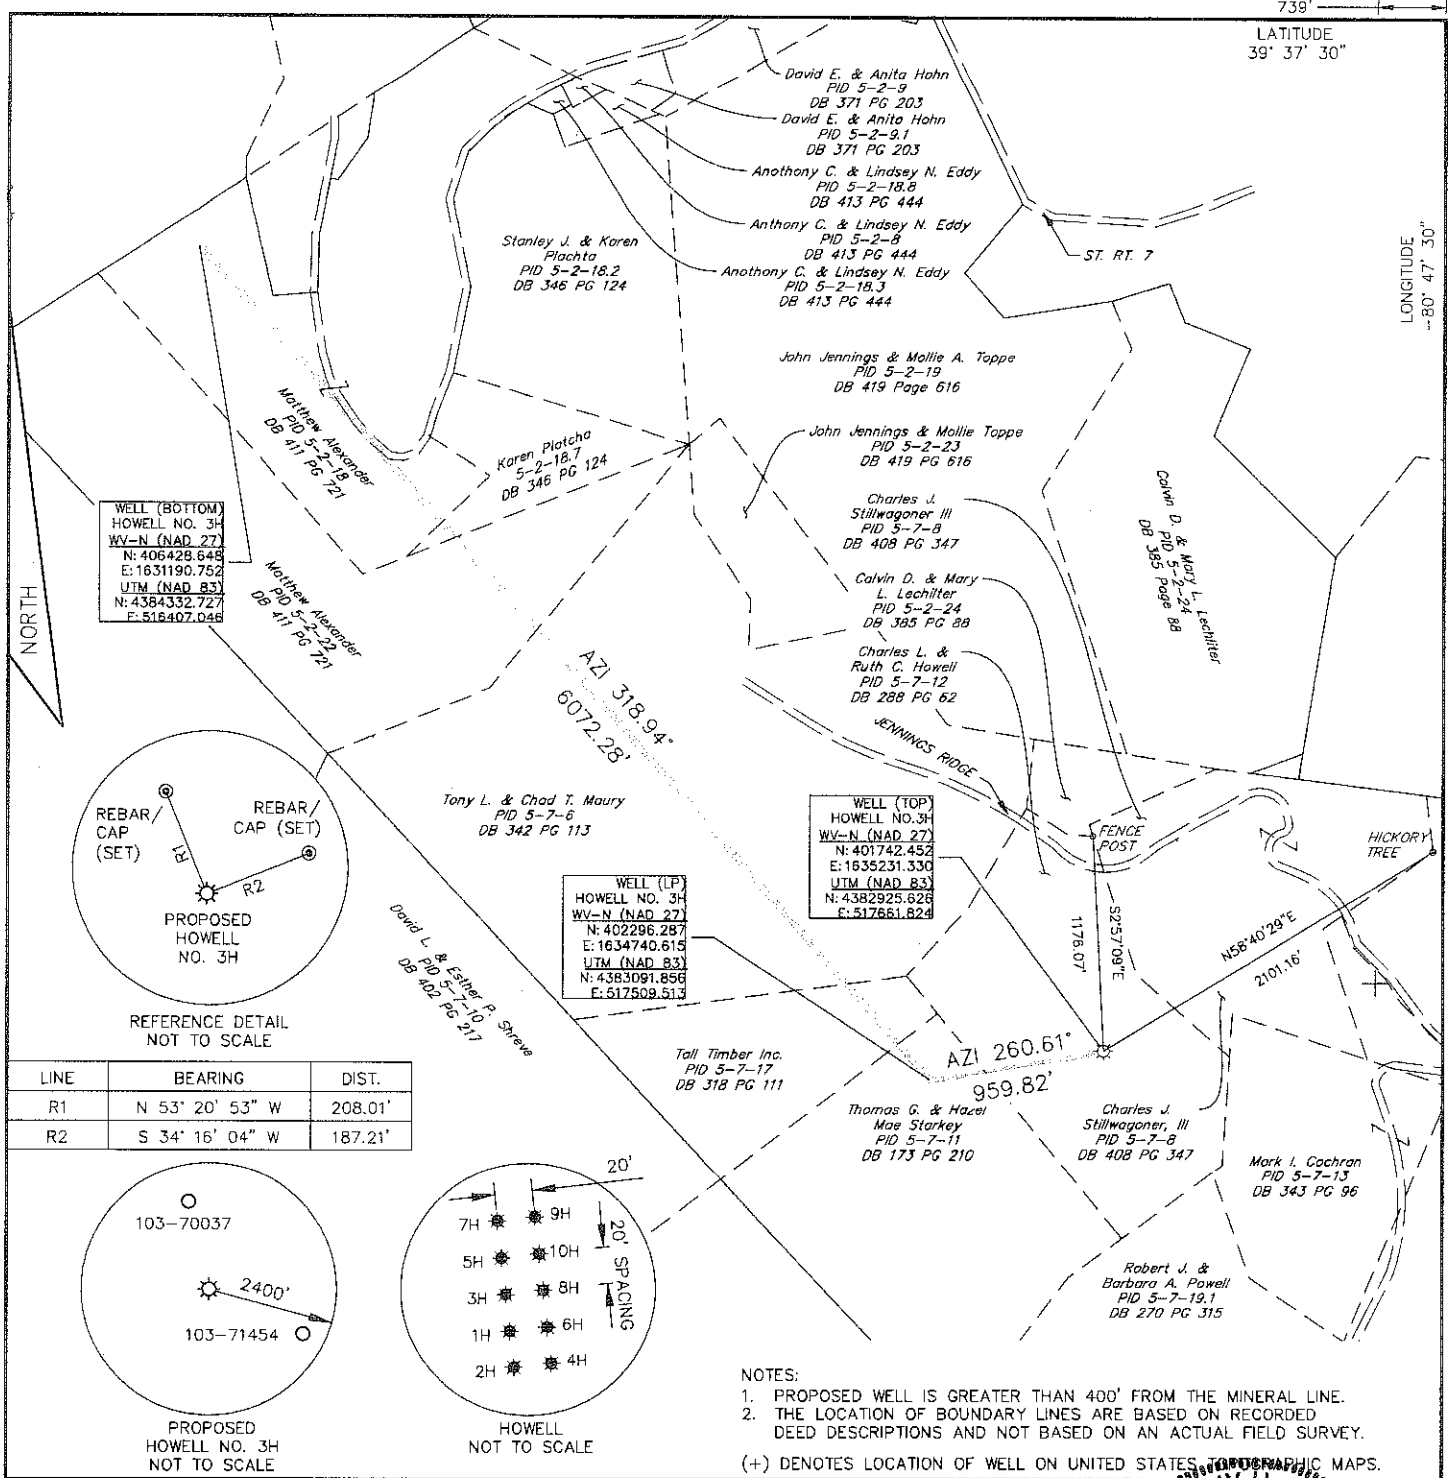 739'
LATITUDE
39° 37' 30"
LONGITUDE
-80° 47' 30"
David E. & Anita Hohn
PID 5-2-9
DB 371 PG 203
David E. & Anita Hohn
PID 5-2-9.1
DB 371 PG 203
Anothony C. & Lindsey N. Eddy
PID 5-2-18.8
DB 413 PG 444
Anthony C. & Lindsey N. Eddy
PID 5-2-8
DB 413 PG 444
Anothony C. & Lindsey N. Eddy
PID 5-2-18.3
DB 413 PG 444
Stanley J. & Karen
Plachta
PID 5-2-18.2
DB 346 PG 124
ST. RT. 7
John Jennings & Mollie A. Toppe
PID 5-2-19
DB 419 Page 616
John Jennings & Mollie Toppe
PID 5-2-23
DB 419 PG 616
Matthew Alexander
PID 5-2-18
DB 411 PG 721
Karen Platcha
5-2-18.7
DB 346 PG 124
Charles J.
Stillwagoner III
PID 5-7-8
DB 408 PG 347
Calvin D. & Mary L. Lechliter
PID 5-2-24
DB 385 Page 88
WELL (BOTTOM)
HOWELL NO. 3H
WV-N (NAD 27)
N: 406428.648
E: 1631190.752
UTM (NAD 83)
N: 4384332.727
E: 516407.046
Matthew Alexander
PID 5-2-22
DB 411 PG 721
Calvin D. & Mary
L. Lechliter
PID 5-2-24
DB 385 PG 88
Charles L. &
Ruth C. Howell
PID 5-7-12
DB 288 PG 62
NORTH
AZI 318.94°
6072.28'
JENNINGS RIDGE
Tony L. & Chad T. Maury
PID 5-7-6
DB 342 PG 113
WELL (TOP)
HOWELL NO.3H
WV-N (NAD 27)
N: 401742.452
E: 1635231.330
UTM (NAD 83)
N: 4382925.626
E: 517661.824
FENCE
POST
HICKORY
TREE
REBAR/
CAP
(SET)
REBAR/
CAP (SET)
R1
R2
PROPOSED
HOWELL
NO. 3H
REFERENCE DETAIL
NOT TO SCALE
WELL (LP)
HOWELL NO. 3H
WV-N (NAD 27)
N: 402296.287
E: 1634740.615
UTM (NAD 83)
N: 4383091.856
E: 517509.513
S2°57'09"E
1176.07'
N58°40'29"E
2101.16'
David L. & Esther P. Shreve
PID 5-7-10
DB 402 PG 217
Tall Timber Inc.
PID 5-7-17
DB 318 PG 111
AZI 260.61°
959.82'
LINE BEARING DIST.
R1 N 53° 20' 53" W 208.01'
R2 S 34° 16' 04" W 187.21'
Thomas G. & Hazel
Mae Starkey
PID 5-7-11
DB 173 PG 210
Charles J.
Stillwagoner, III
PID 5-7-8
DB 408 PG 347
Mark I. Cochran
PID 5-7-13
DB 343 PG 96
Robert J. &
Barbara A. Powell
PID 5-7-19.1
DB 270 PG 315
103-70037
2400'
103-71454
PROPOSED
HOWELL NO. 3H
NOT TO SCALE
20'
7H 9H
5H 10H
3H 8H
1H 6H
2H 4H
20' SPACING
HOWELL
NOT TO SCALE
NOTES:
1. PROPOSED WELL IS GREATER THAN 400' FROM THE MINERAL LINE.
2. THE LOCATION OF BOUNDARY LINES ARE BASED ON RECORDED
DEED DESCRIPTIONS AND NOT BASED ON AN ACTUAL FIELD SURVEY.
(+) DENOTES LOCATION OF WELL ON UNITED STATES TOPOGRAPHIC MAPS.